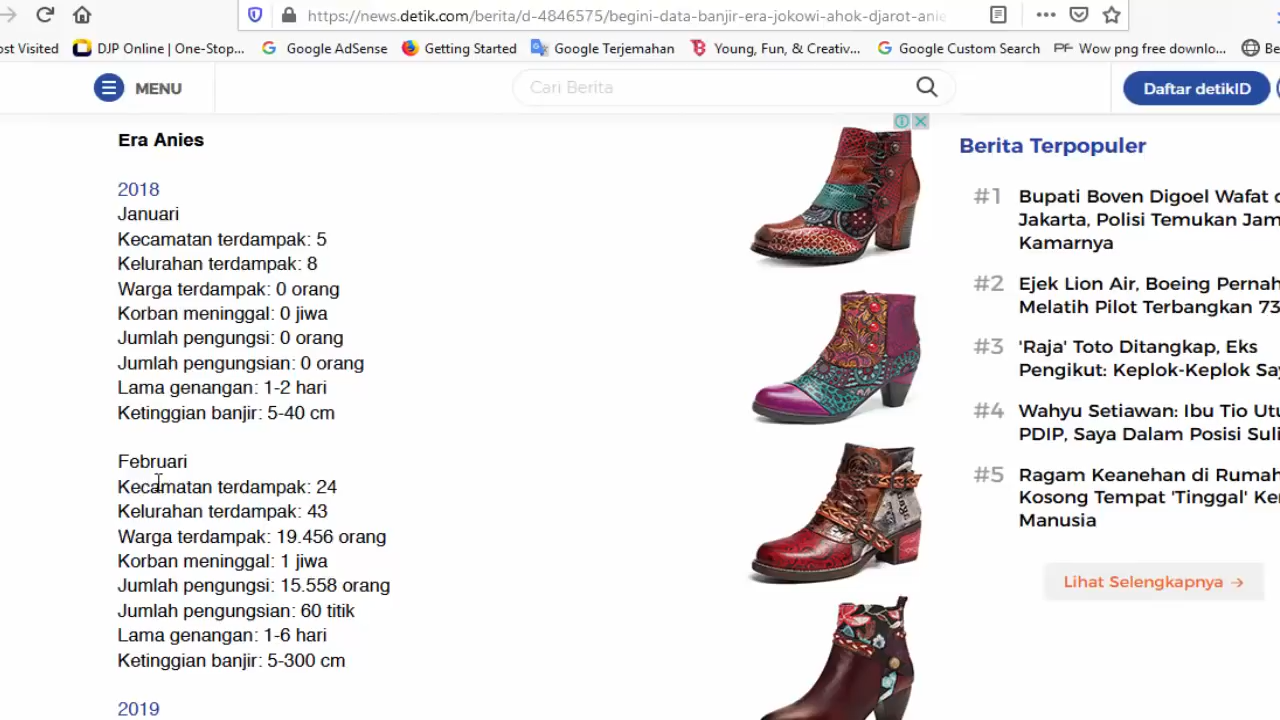 https://news.detik.com/berita/d-4846575/begini-data-banjir-era-jokowi-ahok-djarot-anie
ost Visited
DJP Online | One-Stop...
Google AdSense
Getting Started
Google Terjemahan
Young, Fun, & Creativ...
Google Custom Search
Wow png free downlo...
Be
MENU
Cari Berita
Daftar detikID
Era Anies
2018
Januari
Kecamatan terdampak: 5
Kelurahan terdampak: 8
Warga terdampak: 0 orang
Korban meninggal: 0 jiwa
Jumlah pengungsi: 0 orang
Jumlah pengungsian: 0 orang
Lama genangan: 1-2 hari
Ketinggian banjir: 5-40 cm
Februari
Kecamatan terdampak: 24
Kelurahan terdampak: 43
Warga terdampak: 19.456 orang
Korban meninggal: 1 jiwa
Jumlah pengungsi: 15.558 orang
Jumlah pengungsian: 60 titik
Lama genangan: 1-6 hari
Ketinggian banjir: 5-300 cm
2019
Berita Terpopuler
#1 Bupati Boven Digoel Wafat d
Jakarta, Polisi Temukan Jam
Kamarnya
#2 Ejek Lion Air, Boeing Pernah
Melatih Pilot Terbangkan 73
#3 'Raja' Toto Ditangkap, Eks
Pengikut: Keplok-Keplok Say
#4 Wahyu Setiawan: Ibu Tio Utu
PDIP, Saya Dalam Posisi Suli
#5 Ragam Keanehan di Rumah
Kosong Tempat 'Tinggal' Ke
Manusia
Lihat Selengkapnya →